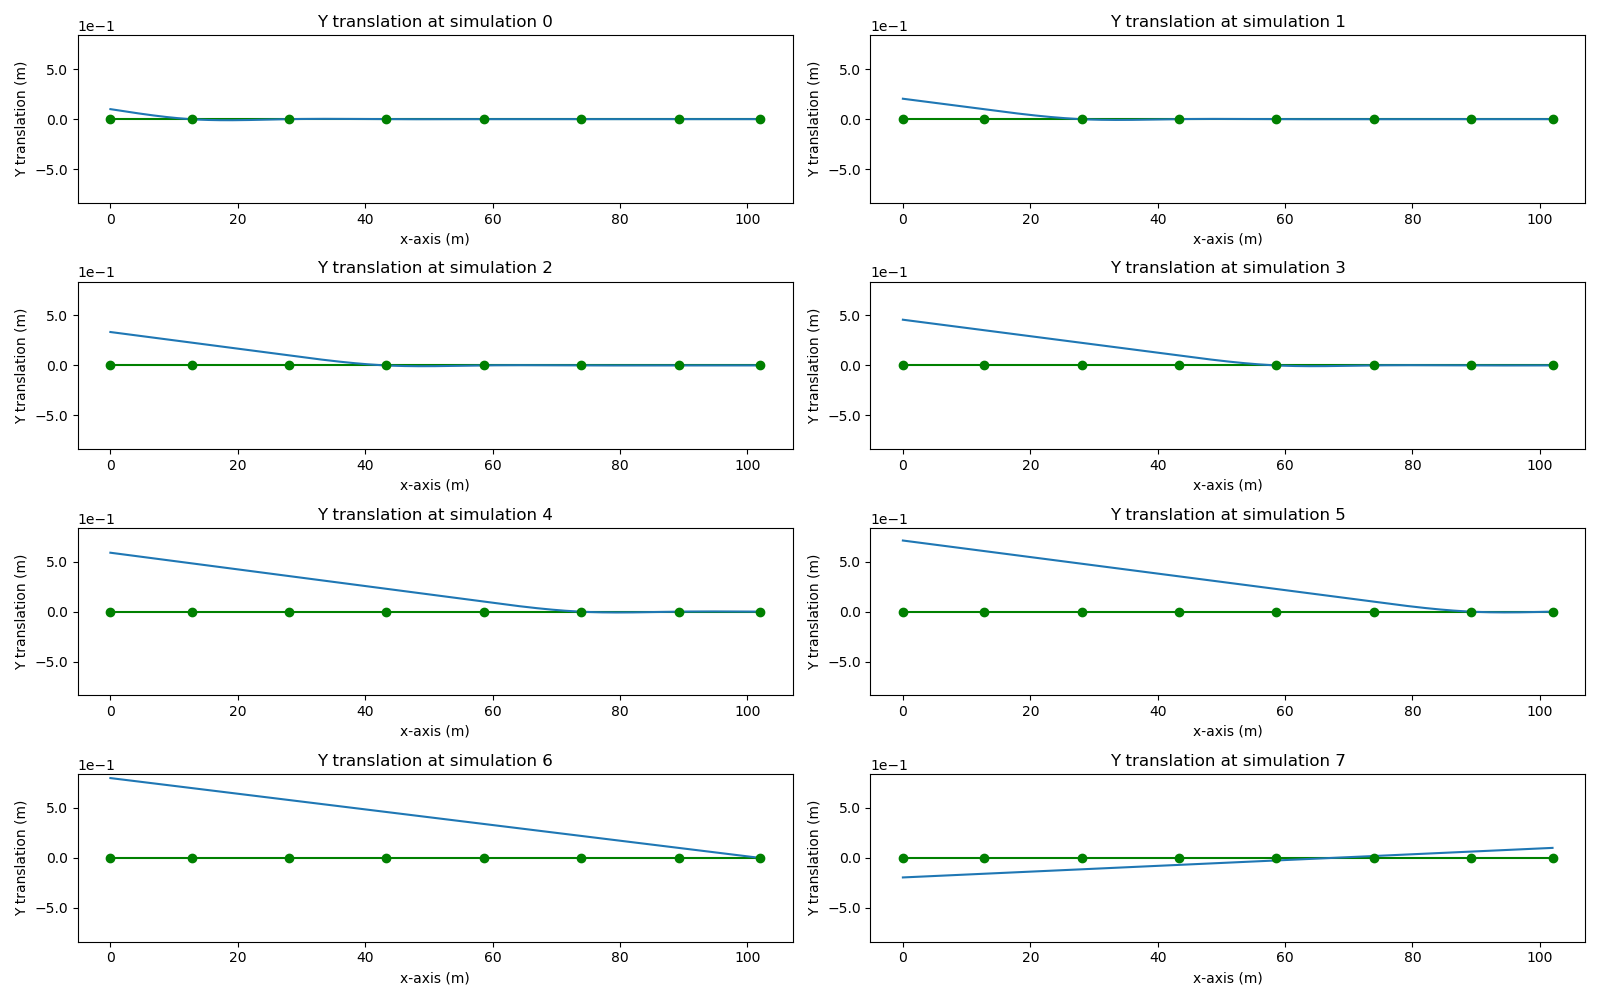 Y translation at simulation 0
1e−1
Y translation (m)
5.0
0.0
−5.0
0 20 40 60 80 100
x-axis (m)
Y translation at simulation 1
1e−1
Y translation (m)
5.0
0.0
−5.0
0 20 40 60 80 100
x-axis (m)
Y translation at simulation 2
1e−1
Y translation (m)
5.0
0.0
−5.0
0 20 40 60 80 100
x-axis (m)
Y translation at simulation 3
1e−1
Y translation (m)
5.0
0.0
−5.0
0 20 40 60 80 100
x-axis (m)
Y translation at simulation 4
1e−1
Y translation (m)
5.0
0.0
−5.0
0 20 40 60 80 100
x-axis (m)
Y translation at simulation 5
1e−1
Y translation (m)
5.0
0.0
−5.0
0 20 40 60 80 100
x-axis (m)
Y translation at simulation 6
1e−1
Y translation (m)
5.0
0.0
−5.0
0 20 40 60 80 100
x-axis (m)
Y translation at simulation 7
1e−1
Y translation (m)
5.0
0.0
−5.0
0 20 40 60 80 100
x-axis (m)